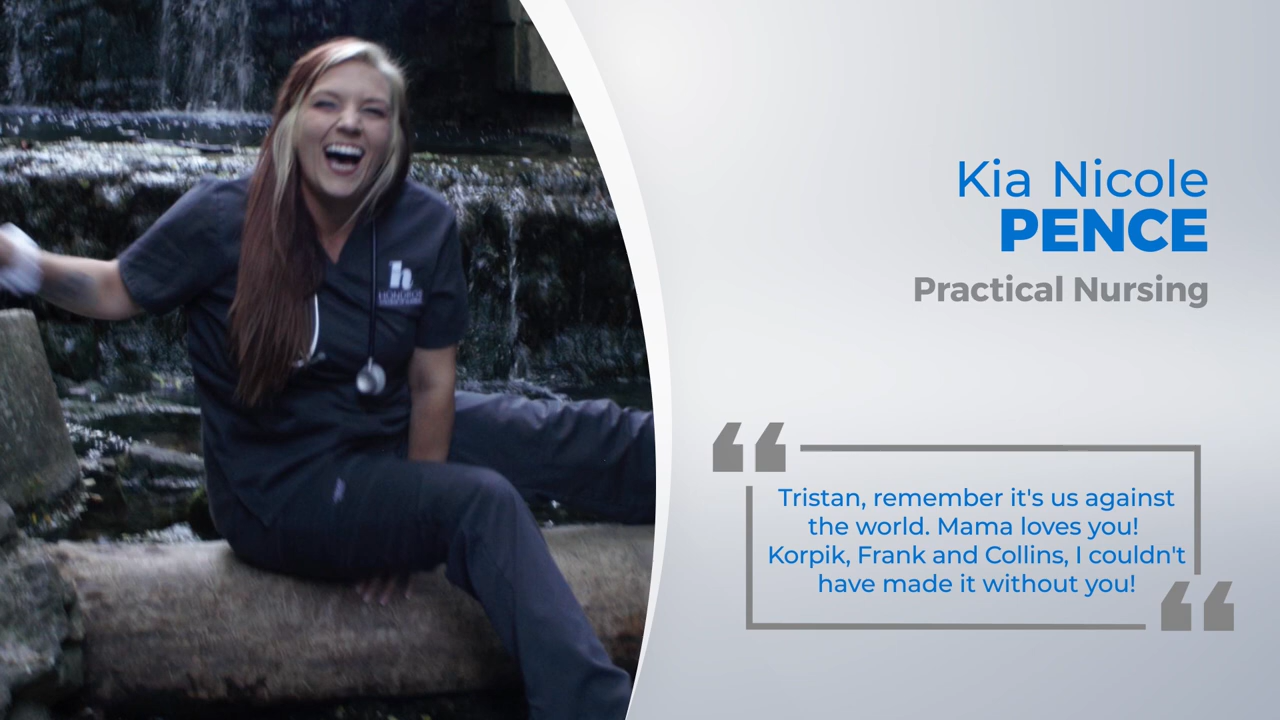 h
HONDROS
Kia Nicole
PENCE
Practical Nursing
Tristan, remember it's us against
the world. Mama loves you!
Korpik, Frank and Collins, I couldn't
have made it without you!